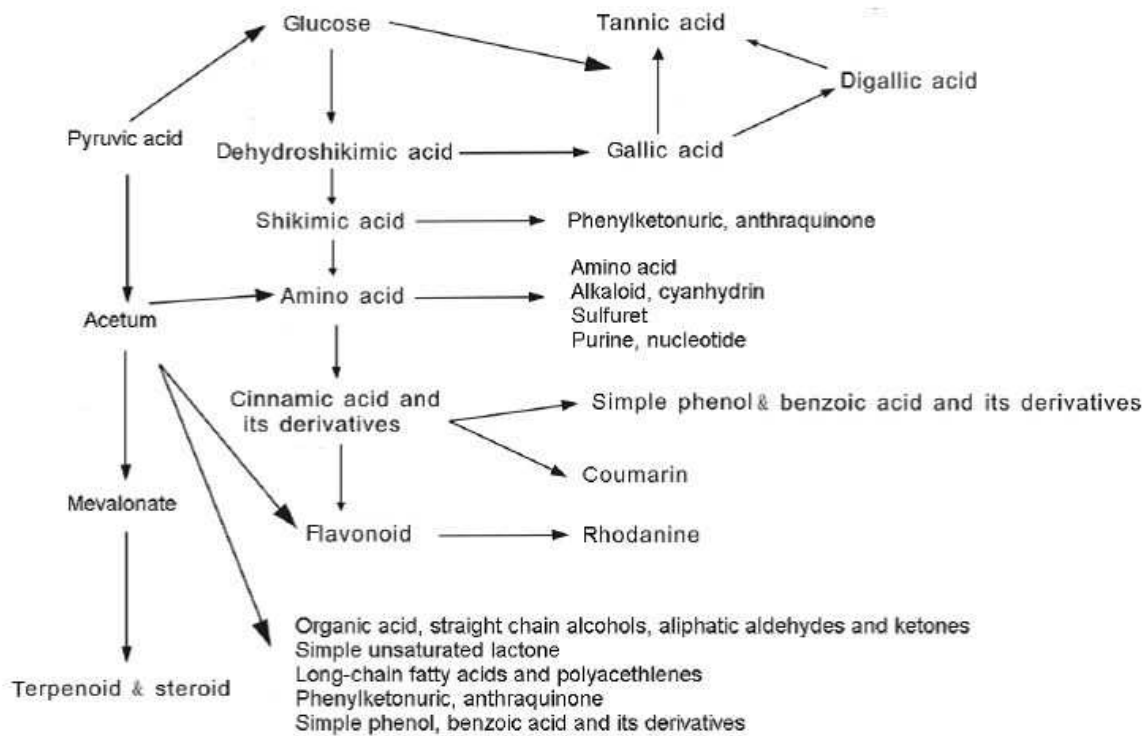 Glucose
Tannic acid
Digallic acid
Pyruvic acid
Dehydroshikimic acid
Gallic acid
Shikimic acid
Phenylketonuric, anthraquinone
Amino acid
Amino acid
Alkaloid, cyanhydrin
Sulfuret
Purine, nucleotide
Acetum
Cinnamic acid and
its derivatives
Simple phenol & benzoic acid and its derivatives
Coumarin
Mevalonate
Flavonoid
Rhodanine
Terpenoid & steroid
Organic acid, straight chain alcohols, aliphatic aldehydes and ketones
Simple unsaturated lactone
Long-chain fatty acids and polyacethlenes
Phenylketonuric, anthraquinone
Simple phenol, benzoic acid and its derivatives